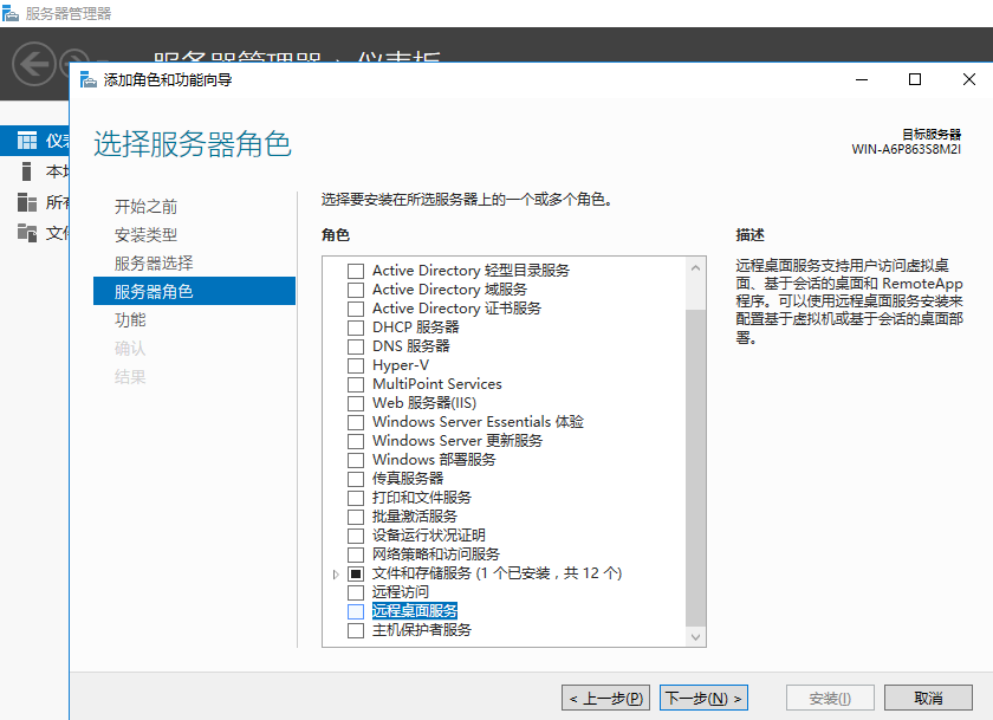 服务器管理器
服务器管理器 · 仪表板
添加角色和功能向导
仪表
本地
所有
文件
选择服务器角色
目标服务器
WIN-A6P863S8M2I
开始之前
安装类型
服务器选择
服务器角色
功能
确认
结果
选择要安装在所选服务器上的一个或多个角色。
角色
Active Directory 轻型目录服务
Active Directory 域服务
Active Directory 证书服务
DHCP 服务器
DNS 服务器
Hyper-V
MultiPoint Services
Web 服务器(IIS)
Windows Server Essentials 体验
Windows Server 更新服务
Windows 部署服务
传真服务器
打印和文件服务
批量激活服务
设备运行状况证明
网络策略和访问服务
文件和存储服务 (1 个已安装，共 12 个)
远程访问
远程桌面服务
主机保护者服务
描述
远程桌面服务支持用户访问虚拟桌
面、基于会话的桌面和 RemoteApp
程序。可以使用远程桌面服务安装来
配置基于虚拟机或基于会话的桌面部
署。
< 上一步(P)
下一步(N) >
安装(I)
取消